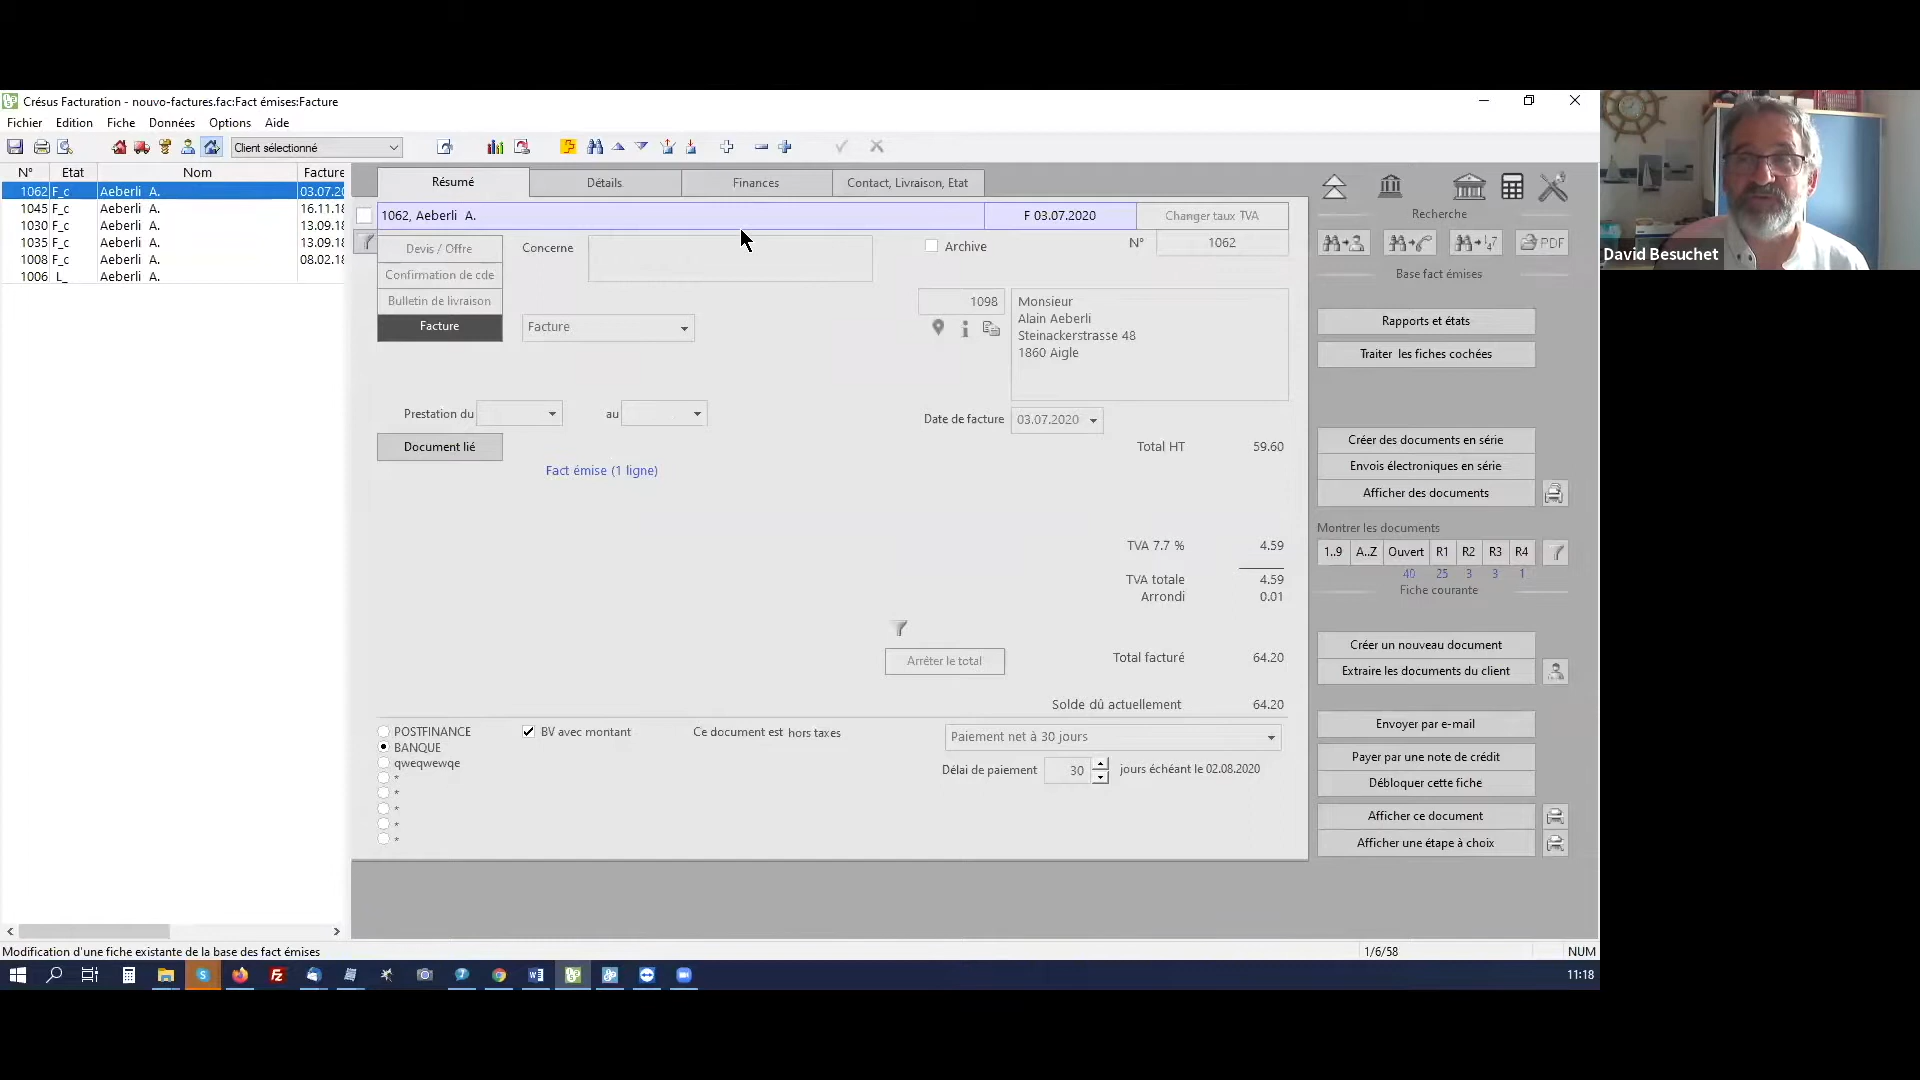 Crésus Facturation - nouvo-factures.fac:Fact émises:Facture
Fichier Edition Fiche Données Options Aide
Client sélectionné
N° Etat Nom Facture
1062 F_c Aeberli A. 03.07.20
1045 F_c Aeberli A. 16.11.18
1030 F_c Aeberli A. 13.09.18
1035 F_c Aeberli A. 13.09.18
1008 F_c Aeberli A. 08.02.18
1006 L_ Aeberli A.
Résumé Détails Finances Contact, Livraison, Etat
1062, Aeberli A. F 03.07.2020 Changer taux TVA
Devis / Offre Concerne Archive N° 1062
Confirmation de cde
Bulletin de livraison
Facture Facture
1098 Monsieur
Alain Aeberli
Steinackerstrasse 48
1860 Aigle
Prestation du au Date de facture 03.07.2020
Document lié Total HT 59.60
Fact émise (1 ligne)
TVA 7.7 % 4.59
TVA totale 4.59
Arrondi 0.01
Arrêter le total Total facturé 64.20
Solde dû actuellement 64.20
POSTFINANCE BV avec montant Ce document est hors taxes Paiement net à 30 jours
BANQUE
qweqwewqe Délai de paiement 30 jours échéant le 02.08.2020
*
*
*
*
*
Recherche
PDF
Base fact émises
Rapports et états
Traiter les fiches cochées
Créer des documents en série
Envois électroniques en série
Afficher des documents
Montrer les documents
1..9 A..Z Ouvert R1 R2 R3 R4
40 25 3 3 1
Fiche courante
Créer un nouveau document
Extraire les documents du client
Envoyer par e-mail
Payer par une note de crédit
Débloquer cette fiche
Afficher ce document
Afficher une étape à choix
Modification d'une fiche existante de la base des fact émises 1/6/58 NUM
11:18
David Besuchet